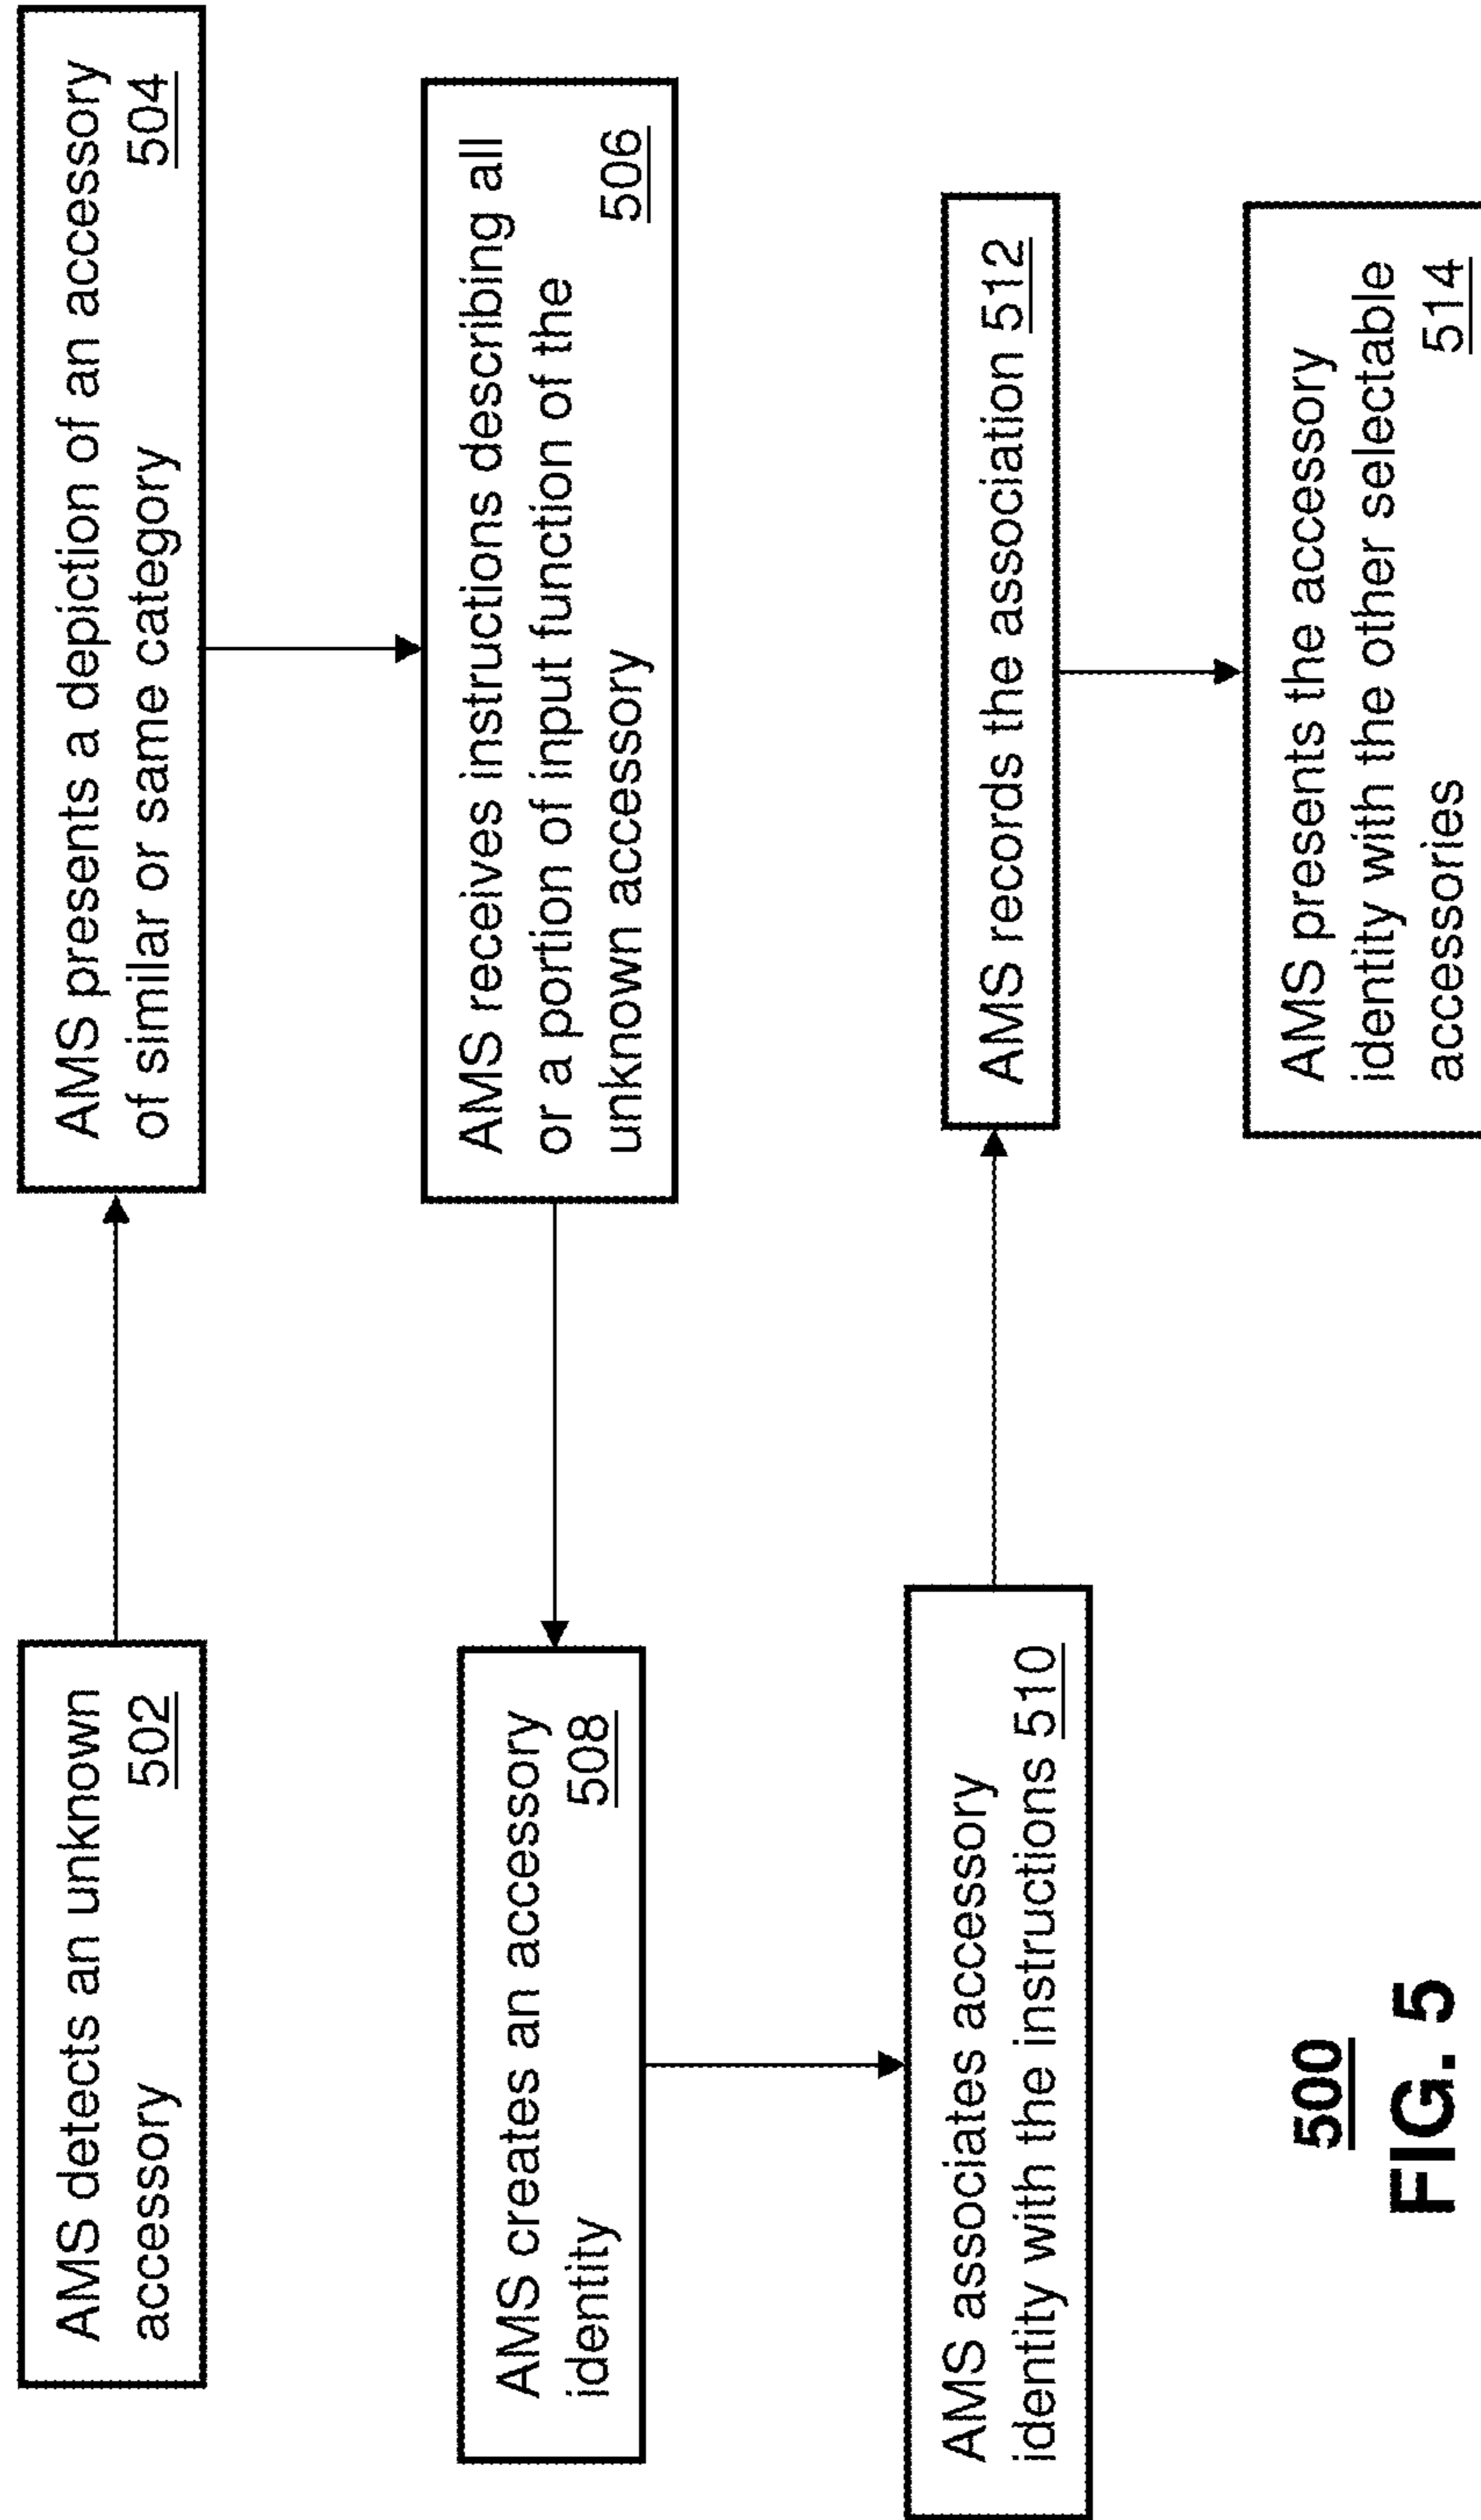 AMS detects an unknown
accessory 502
AMS presents a depiction of an accessory
of similar or same category 504
AMS receives instructions describing all
or a portion of input function of the
unknown accessory 506
AMS creates an accessory
identity 508
AMS associates accessory
identity with the instructions 510
AMS records the association 512
AMS presents the accessory
identity with the other selectable
accessories 514
500
FIG. 5